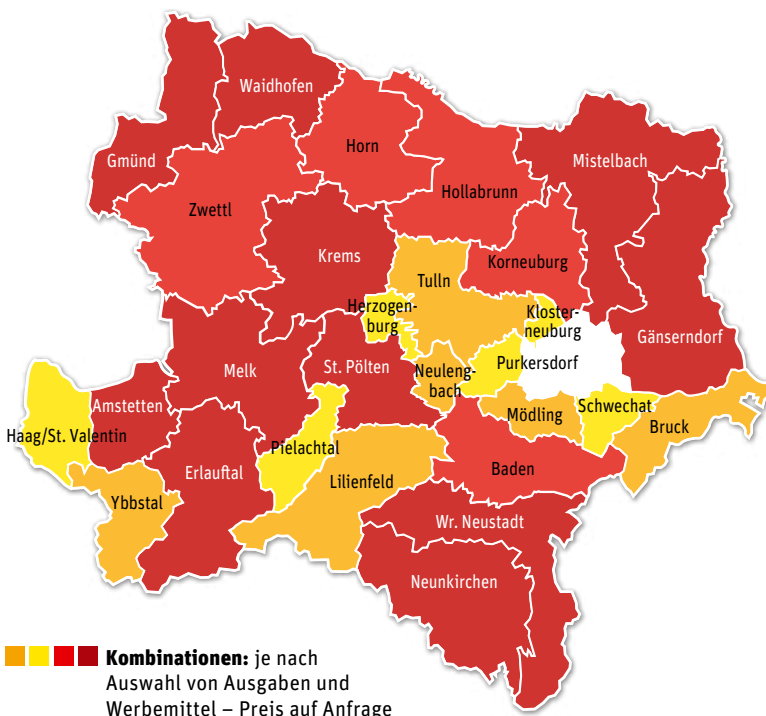 Waidhofen
Horn
Gmünd
Mistelbach
Hollabrunn
Zwettl
Krems
Korneuburg
Tulln
Herzogen-
burg
Kloster-
neuburg
Gänserndorf
Purkersdorf
St. Pölten
Melk
Neuleng-
bach
Amstetten
Schwechat
Mödling
Bruck
Haag/St. Valentin
Pielachtal
Erlauftal
Baden
Lilienfeld
Ybbstal
Wr. Neustadt
Neunkirchen
Kombinationen: je nach
Auswahl von Ausgaben und
Werbemittel – Preis auf Anfrage